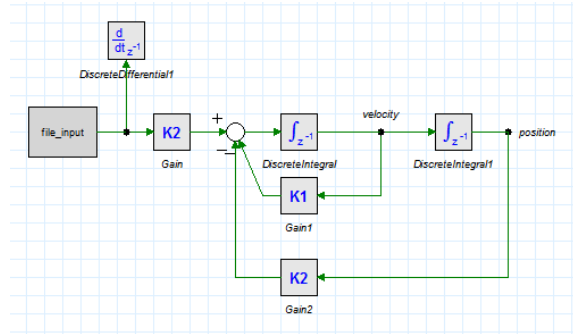 d
dt z-1
DiscreteDifferential1
file_input
K2
Gain
+
−
−
∫z-1
DiscreteIntegral
velocity
∫z-1
DiscreteIntegral1
position
K1
Gain1
K2
Gain2